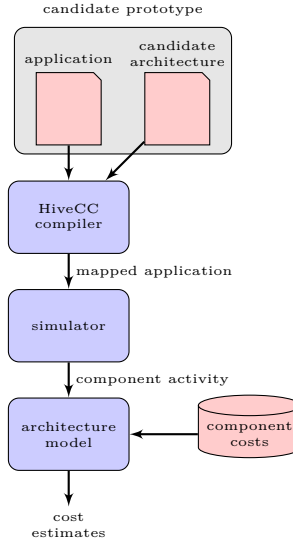 candidate prototype
application
candidate
architecture
HiveCC
compiler
mapped application
simulator
component activity
architecture
model
component
costs
cost
estimates